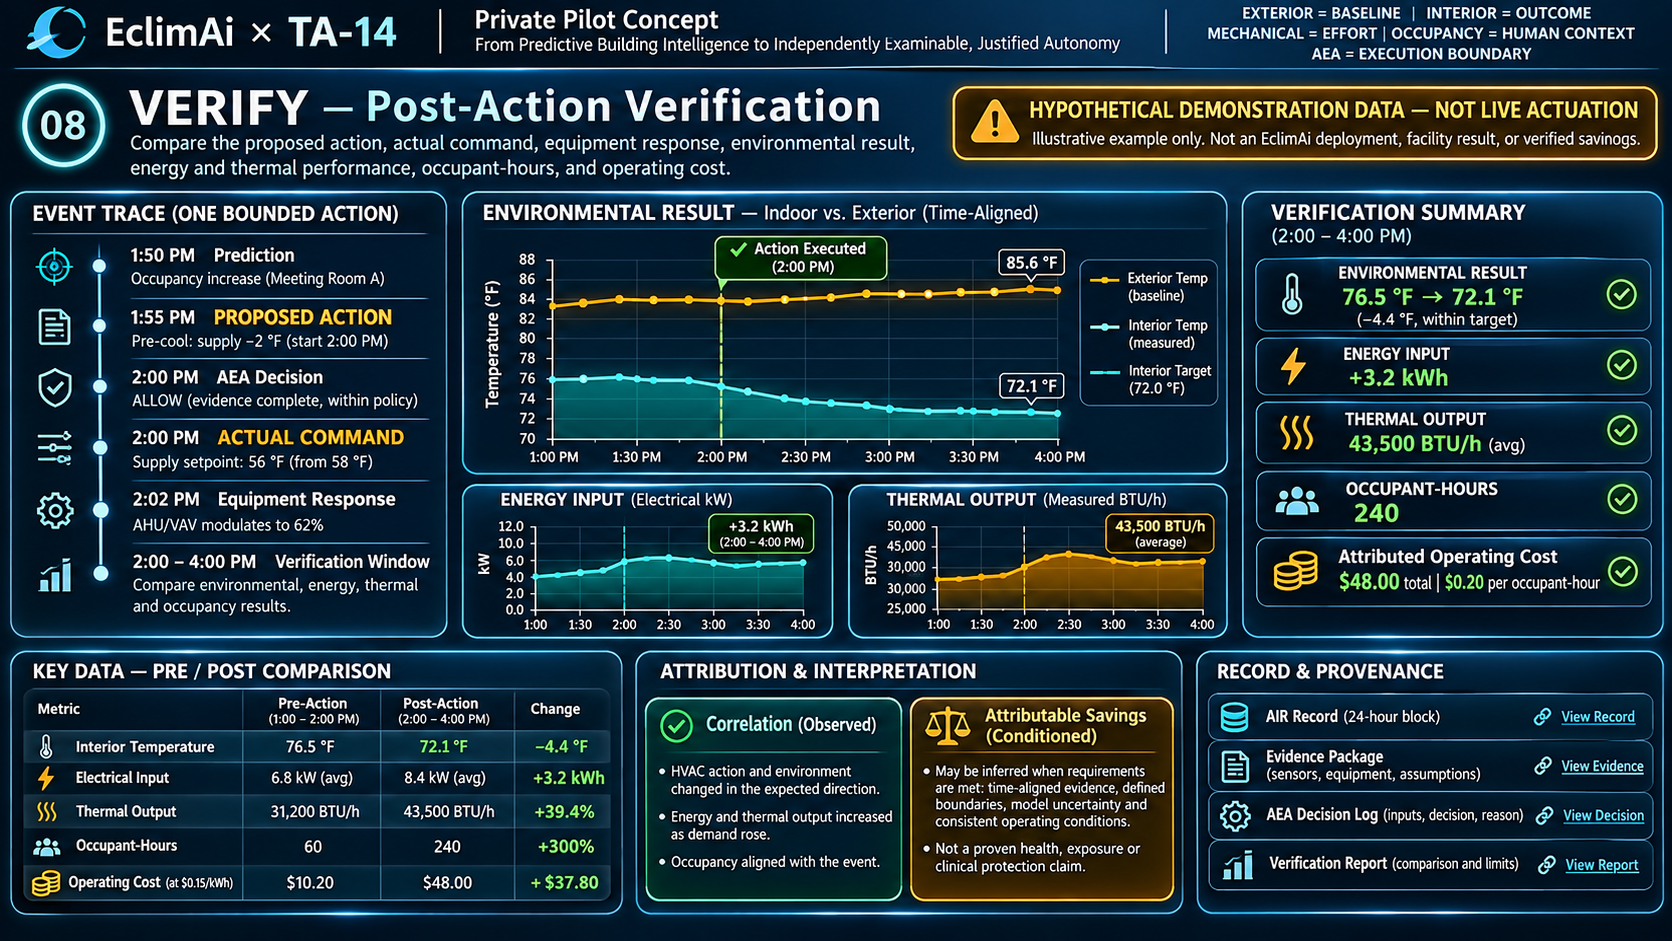 EclimAi × TA-14
Private Pilot Concept
From Predictive Building Intelligence to Independently Examinable, Justified Autonomy
EXTERIOR = BASELINE | INTERIOR = OUTCOME
MECHANICAL = EFFORT | OCCUPANCY = HUMAN CONTEXT
AEA = EXECUTION BOUNDARY
08
VERIFY — Post-Action Verification
Compare the proposed action, actual command, equipment response, environmental result,
energy and thermal performance, occupant-hours, and operating cost.
HYPOTHETICAL DEMONSTRATION DATA — NOT LIVE ACTUATION
Illustrative example only. Not an EclimAi deployment, facility result, or verified savings.
EVENT TRACE (ONE BOUNDED ACTION)
1:50 PM Prediction
Occupancy increase (Meeting Room A)
1:55 PM PROPOSED ACTION
Pre-cool: supply −2 °F (start 2:00 PM)
2:00 PM AEA Decision
ALLOW (evidence complete, within policy)
2:00 PM ACTUAL COMMAND
Supply setpoint: 56 °F (from 58 °F)
2:02 PM Equipment Response
AHU/VAV modulates to 62%
2:00 – 4:00 PM Verification Window
Compare environmental, energy, thermal
and occupancy results.
ENVIRONMENTAL RESULT — Indoor vs. Exterior (Time-Aligned)
Temperature (°F)
88
86
84
82
80
78
76
74
72
70
1:00 PM 1:30 PM 2:00 PM 2:30 PM 3:00 PM 3:30 PM 4:00 PM
Action Executed
(2:00 PM)
85.6 °F
72.1 °F
Exterior Temp
(baseline)
Interior Temp
(measured)
Interior Target
(72.0 °F)
ENERGY INPUT (Electrical kW)
kW
12.0
10.0
6.0
4.0
2.0
0.0
1:00 1:30 2:00 2:30 3:00 3:30 4:00
+3.2 kWh
(2:00 – 4:00 PM)
THERMAL OUTPUT (Measured BTU/h)
BTU/h
50,000
45,000
39,000
30,000
25,000
1:00 1:30 2:00 2:30 3:00 3:30 4:00
43,500 BTU/h
(average)
VERIFICATION SUMMARY
(2:00 – 4:00 PM)
ENVIRONMENTAL RESULT
76.5 °F → 72.1 °F
(−4.4 °F, within target)
ENERGY INPUT
+3.2 kWh
THERMAL OUTPUT
43,500 BTU/h (avg)
OCCUPANT-HOURS
240
Attributed Operating Cost
$48.00 total | $0.20 per occupant-hour
KEY DATA — PRE / POST COMPARISON
Metric
Pre-Action
(1:00 – 2:00 PM)
Post-Action
(2:00 – 4:00 PM)
Change
Interior Temperature 76.5 °F 72.1 °F −4.4 °F
Electrical Input 6.8 kW (avg) 8.4 kW (avg) +3.2 kWh
Thermal Output 31,200 BTU/h 43,500 BTU/h +39.4%
Occupant-Hours 60 240 +300%
Operating Cost (at $0.15/kWh) $10.20 $48.00 + $37.80
ATTRIBUTION & INTERPRETATION
Correlation (Observed)
• HVAC action and environment
changed in the expected direction.
• Energy and thermal output increased
as demand rose.
• Occupancy aligned with the event.
Attributable Savings
(Conditioned)
• May be inferred when requirements
are met: time-aligned evidence, defined
boundaries, model uncertainty and
consistent operating conditions.
• Not a proven health, exposure or
clinical protection claim.
RECORD & PROVENANCE
AIR Record (24-hour block) View Record
Evidence Package
(sensors, equipment, assumptions) View Evidence
AEA Decision Log (inputs, decision, reason) View Decision
Verification Report (comparison and limits) View Report